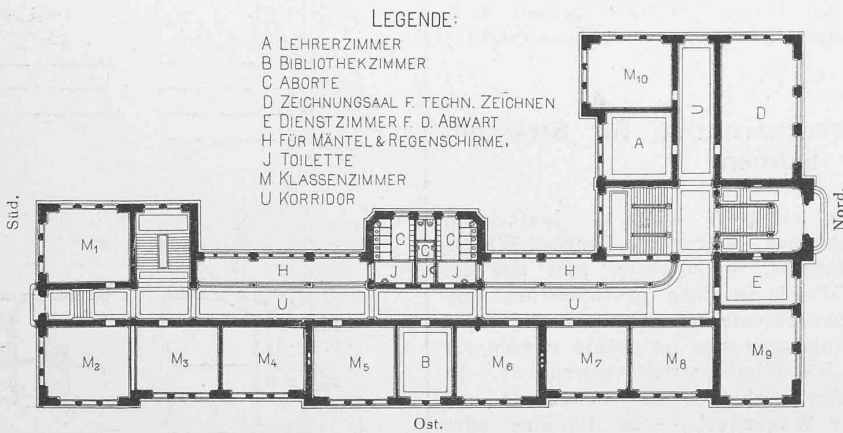 LEGENDE:
A LEHRERZIMMER
B BIBLIOTHEKZIMMER
C ABORTE
D ZEICHNUNGSAAL F. TECHN. ZEICHNEN
E DIENSTZIMMER F. D. ABWART
H FÜR MÄNTEL & REGENSCHIRME,
J TOILETTE
M KLASSENZIMMER
U KORRIDOR
M10
U
D
A
Süd.
Nord.
M1
H
C
C
C
J
J
J
H
E
U
U
M2
M3
M4
M5
B
M6
M7
M8
M9
Ost.